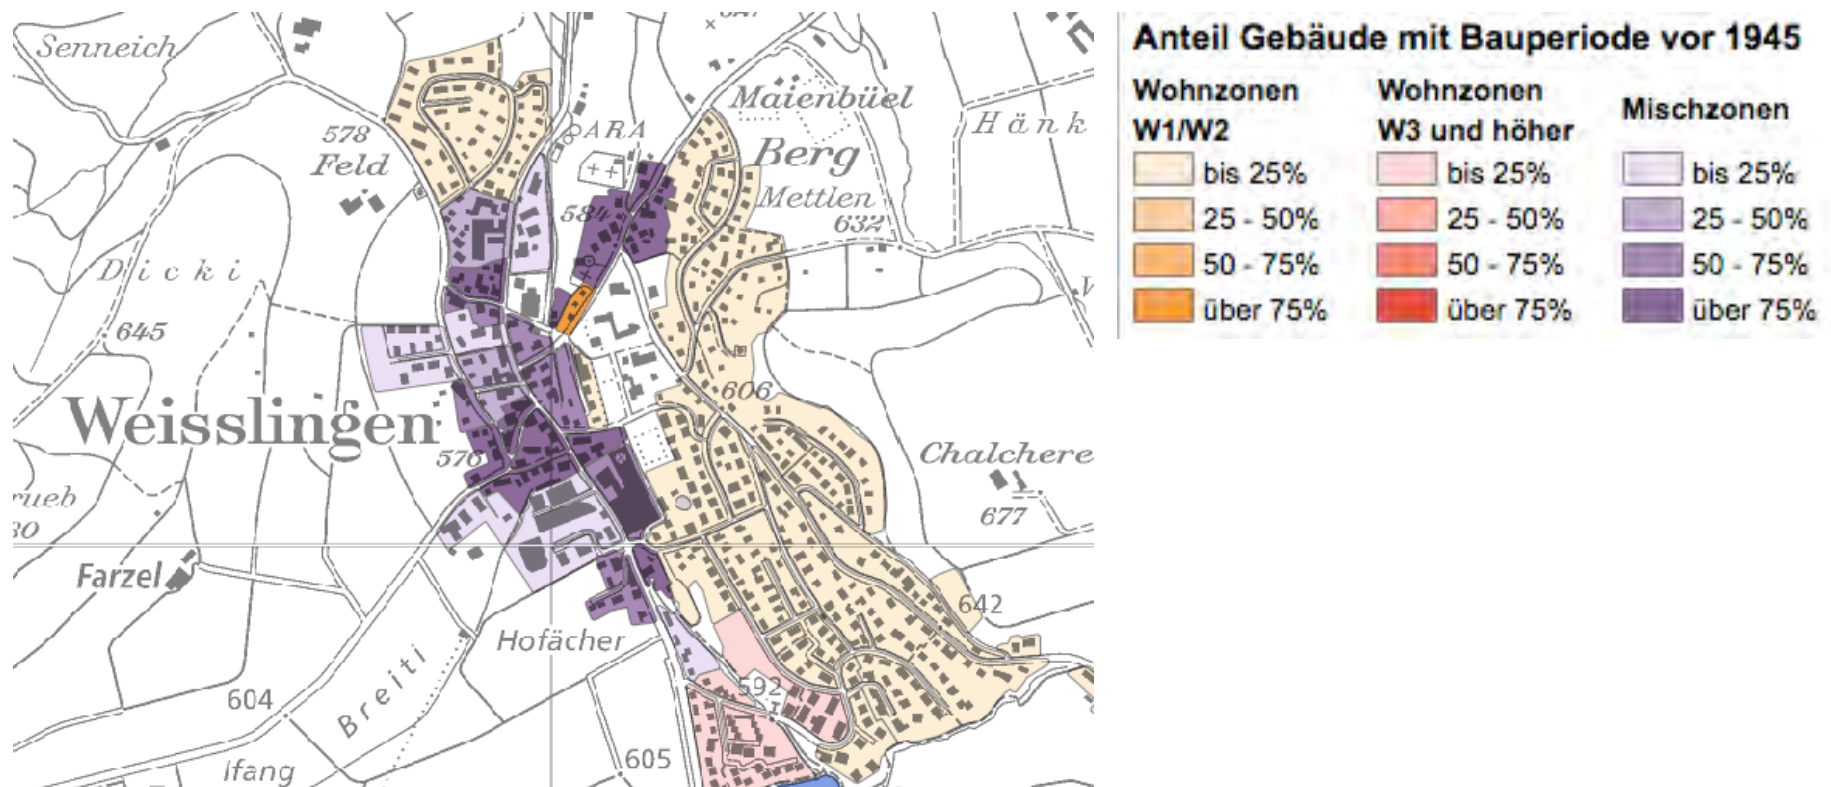 Senneich
578
Feld
ARA
Maienbüel
Berg
Mettlen
632
Hänk
584
Dicki
645
Weisslingen
576
606
Chalchere
677
rueb
30
Farzel
642
Hofächer
Breiti
604
592
605
Ifang
Anteil Gebäude mit Bauperiode vor 1945
Wohnzonen
W1/W2
bis 25%
25 - 50%
50 - 75%
über 75%
Wohnzonen
W3 und höher
bis 25%
25 - 50%
50 - 75%
über 75%
Mischzonen
bis 25%
25 - 50%
50 - 75%
über 75%